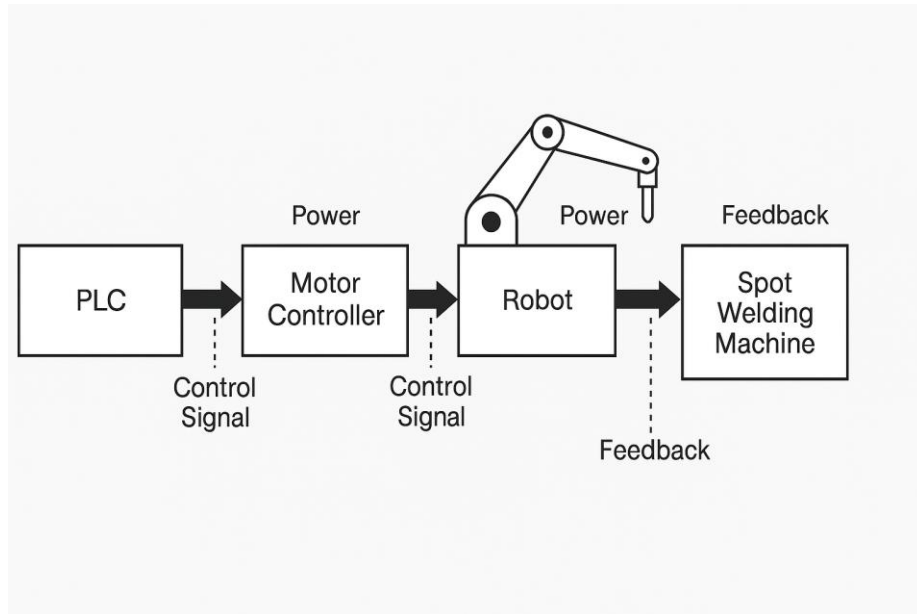 Power
Power
Feedback
PLC
Motor
Controller
Robot
Spot
Welding
Machine
Control
Signal
Control
Signal
Feedback